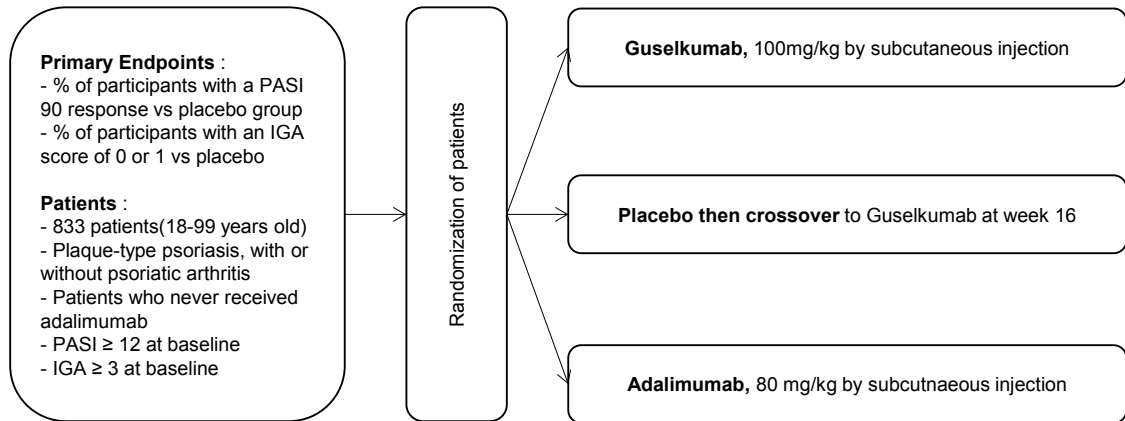 Primary Endpoints :
- % of participants with a PASI
90 response vs placebo group
- % of participants with an IGA
score of 0 or 1 vs placebo
Patients :
- 833 patients(18-99 years old)
- Plaque-type psoriasis, with or
without psoriatic arthritis
- Patients who never received
adalimumab
- PASI ≥ 12 at baseline
- IGA ≥ 3 at baseline
Randomization of patients
Guselkumab, 100mg/kg by subcutaneous injection
Placebo then crossover to Guselkumab at week 16
Adalimumab, 80 mg/kg by subcutnaeous injection